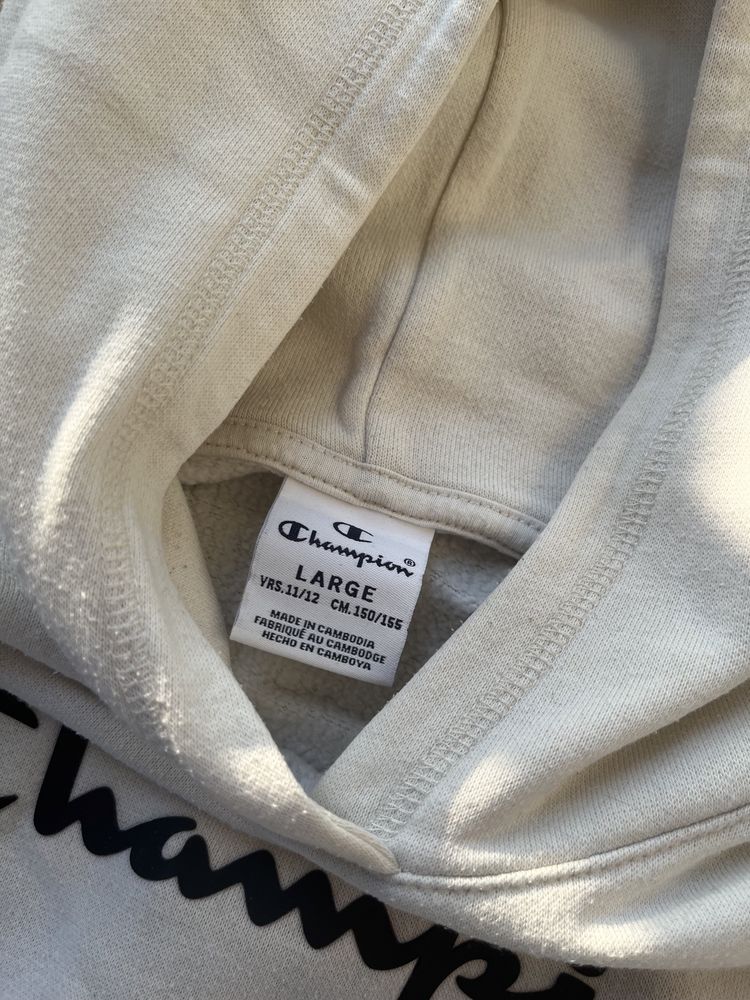 Champion®
LARGE
YRS.11/12 CM.150/155
MADE IN CAMBODIA
FABRIQUÉ AU CAMBODGE
HECHO EN CAMBOYA
Champi